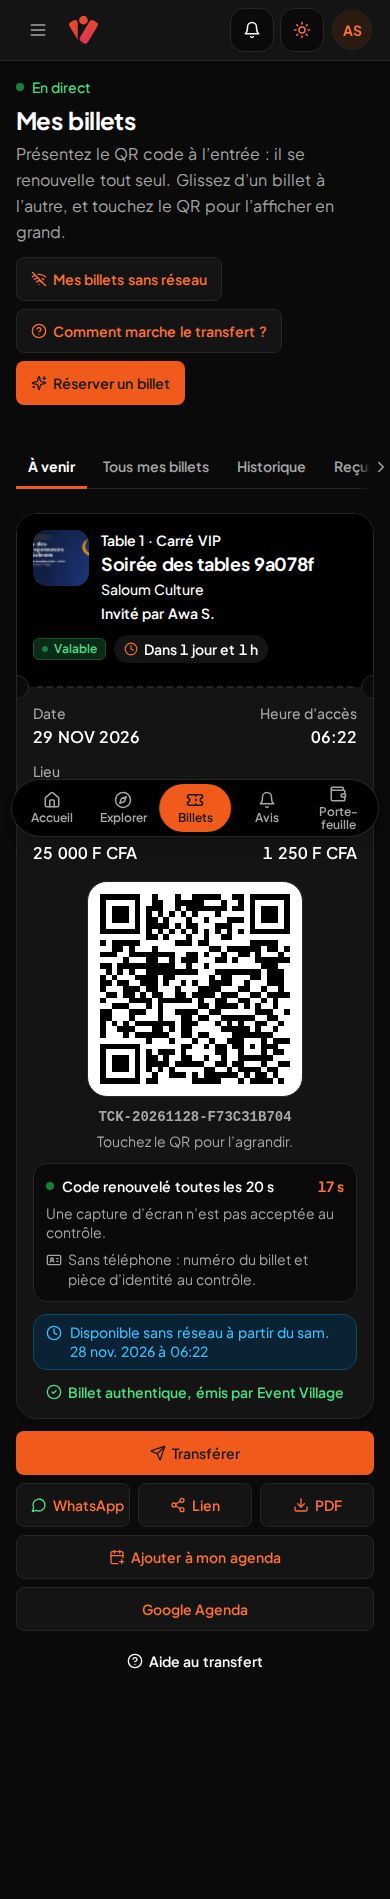 AS
En direct
Mes billets
Présentez le QR code à l’entrée : il se
renouvelle tout seul. Glissez d’un billet à
l’autre, et touchez le QR pour l’afficher en
grand.
Mes billets sans réseau
Comment marche le transfert ?
Réserver un billet
À venir
Tous mes billets
Historique
Reçus
Table 1 · Carré VIP
Soirée des tables 9a078f
Saloum Culture
Invité par Awa S.
Valable
Dans 1 jour et 1 h
Date
Heure d’accès
29 NOV 2026
06:22
Lieu
Accueil
Explorer
Billets
Avis
Porte-
feuille
25 000 F CFA
1 250 F CFA
TCK-20261128-F73C31B704
Touchez le QR pour l’agrandir.
Code renouvelé toutes les 20 s
17 s
Une capture d’écran n’est pas acceptée au
contrôle.
Sans téléphone : numéro du billet et
pièce d’identité au contrôle.
Disponible sans réseau à partir du sam.
28 nov. 2026 à 06:22
Billet authentique, émis par Event Village
Transférer
WhatsApp
Lien
PDF
Ajouter à mon agenda
Google Agenda
Aide au transfert